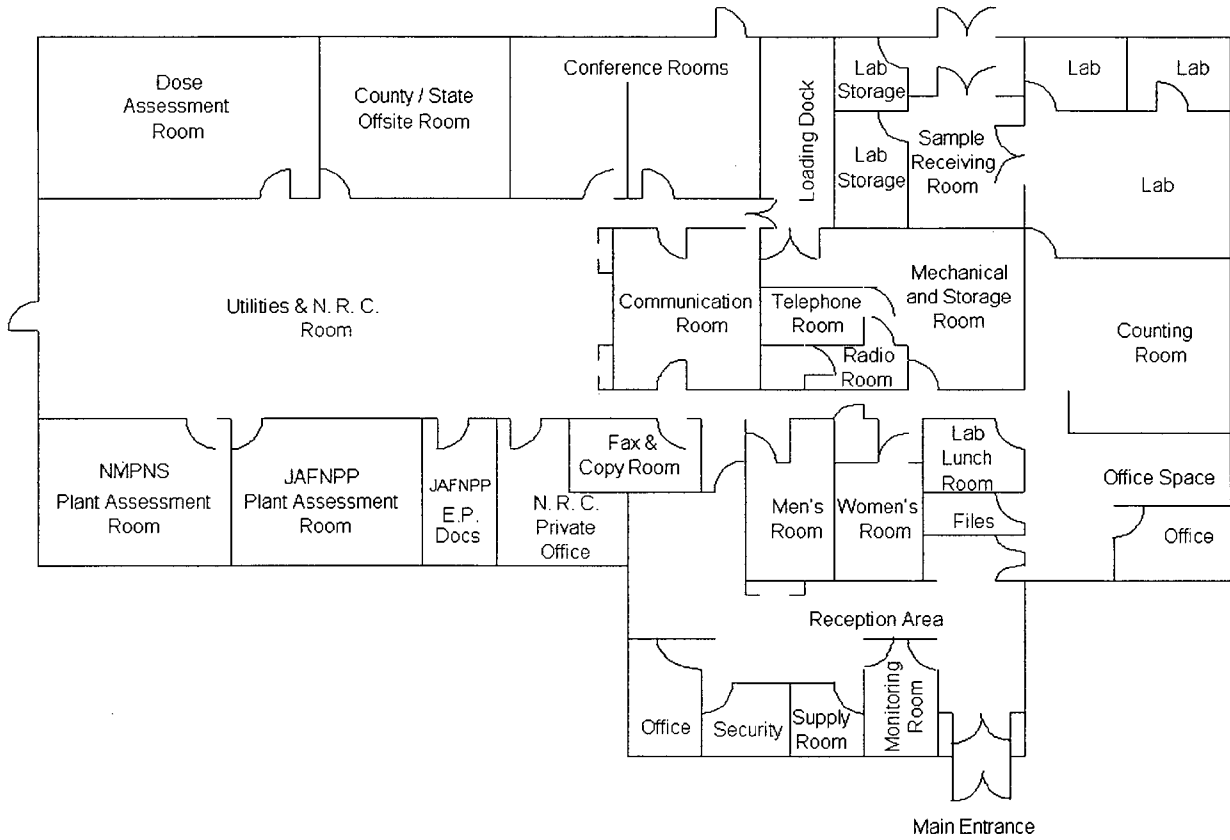 Dose
Assessment
Room
County / State
Offsite Room
Conference Rooms
Loading Dock
Lab
Storage
Lab
Storage
Sample
Receiving
Room
Lab
Lab
Lab
Utilities & N. R. C.
Room
Communication
Room
Telephone
Room
Radio
Room
Mechanical
and Storage
Room
Counting
Room
NMPNS
Plant Assessment
Room
JAFNPP
Plant Assessment
Room
JAFNPP
E.P.
Docs
N. R. C.
Private
Office
Fax &
Copy Room
Men's
Room
Women's
Room
Lab
Lunch
Room
Files
Office Space
Office
Reception Area
Office
Security
Supply
Room
Monitoring
Room
Main Entrance